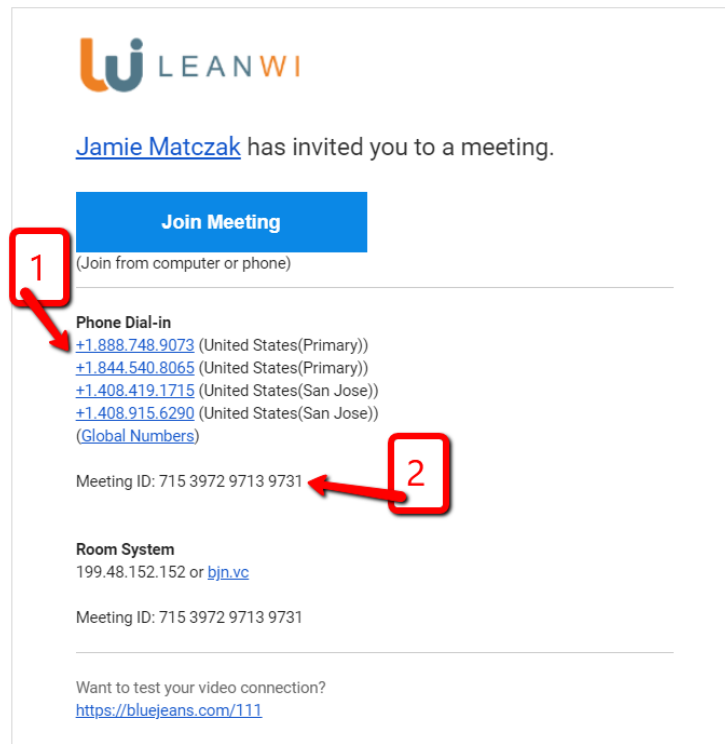 LEANWI
Jamie Matczak has invited you to a meeting.
Join Meeting
1
(Join from computer or phone)
Phone Dial-in
+1.888.748.9073 (United States(Primary))
+1.844.540.8065 (United States(Primary))
+1.408.419.1715 (United States(San Jose))
+1.408.915.6290 (United States(San Jose))
(Global Numbers)
2
Meeting ID: 715 3972 9713 9731
Room System
199.48.152.152 or bjn.vc
Meeting ID: 715 3972 9713 9731
Want to test your video connection?
https://bluejeans.com/111